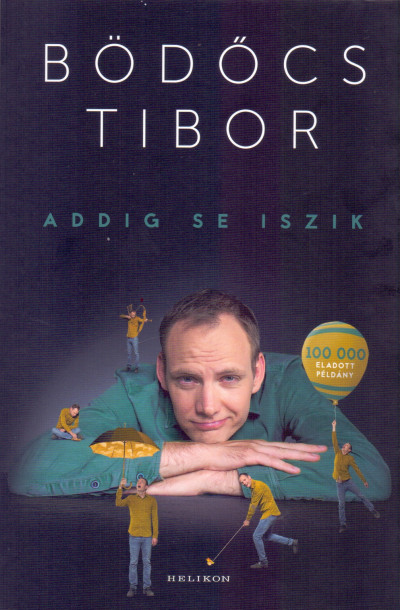 BÖDŐCS
TIBOR
ADDIG SE ISZIK
100 000
ELADOTT
PÉLDÁNY
HELIKON